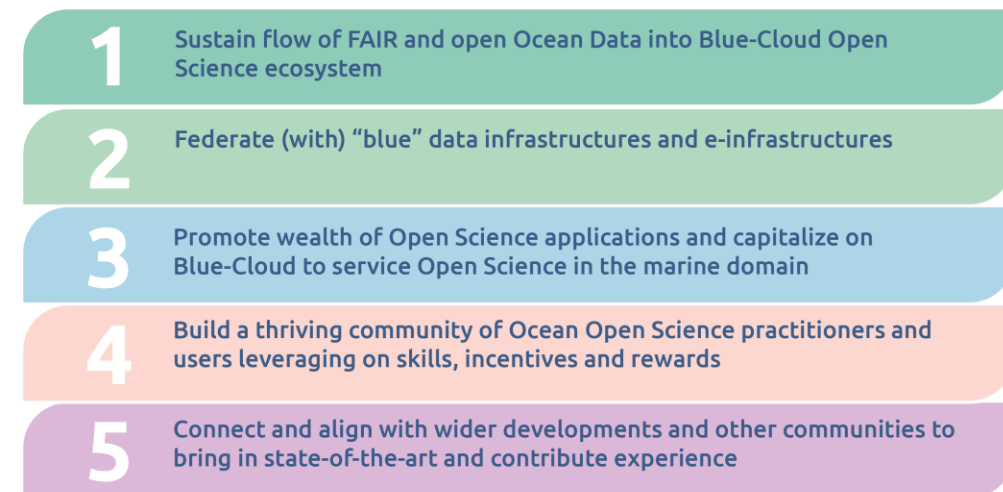 1
Sustain flow of FAIR and open Ocean Data into Blue-Cloud Open
Science ecosystem
2
Federate (with) “blue” data infrastructures and e-infrastructures
3
Promote wealth of Open Science applications and capitalize on
Blue-Cloud to service Open Science in the marine domain
4
Build a thriving community of Ocean Open Science practitioners and
users leveraging on skills, incentives and rewards
5
Connect and align with wider developments and other communities to
bring in state-of-the-art and contribute experience